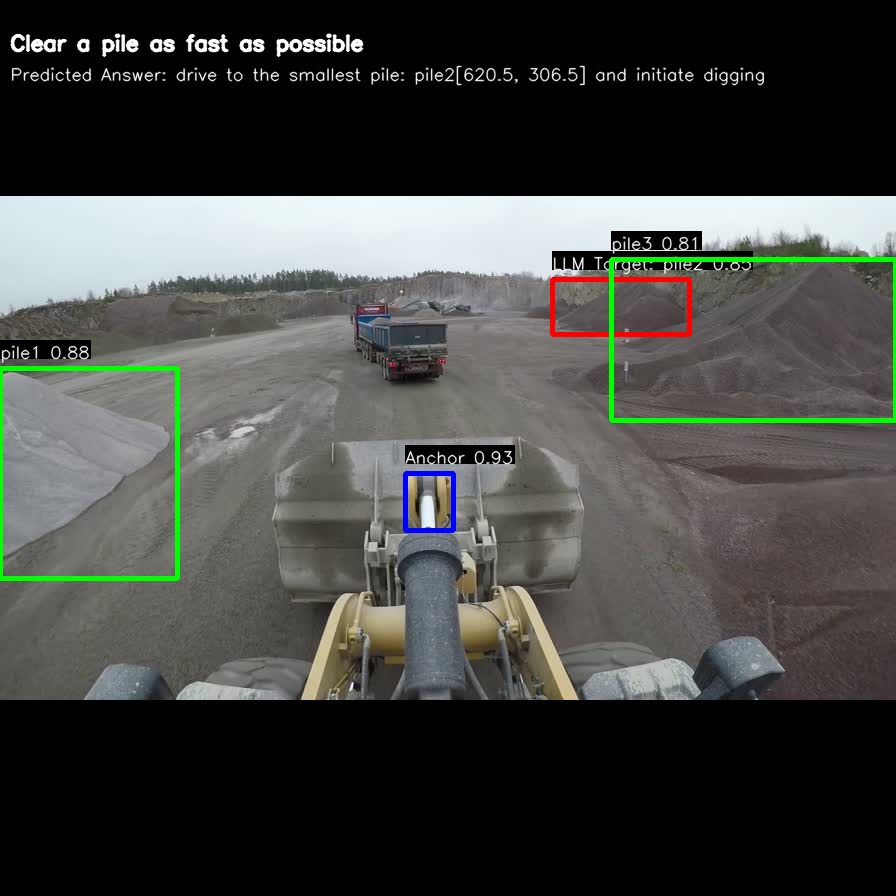 Clear a pile as fast as possible
Predicted Answer: drive to the smallest pile: pile2[620.5, 306.5] and initiate digging
pile3 0.81
LLM Target: pile2 0.85
pile1 0.88
Anchor 0.93